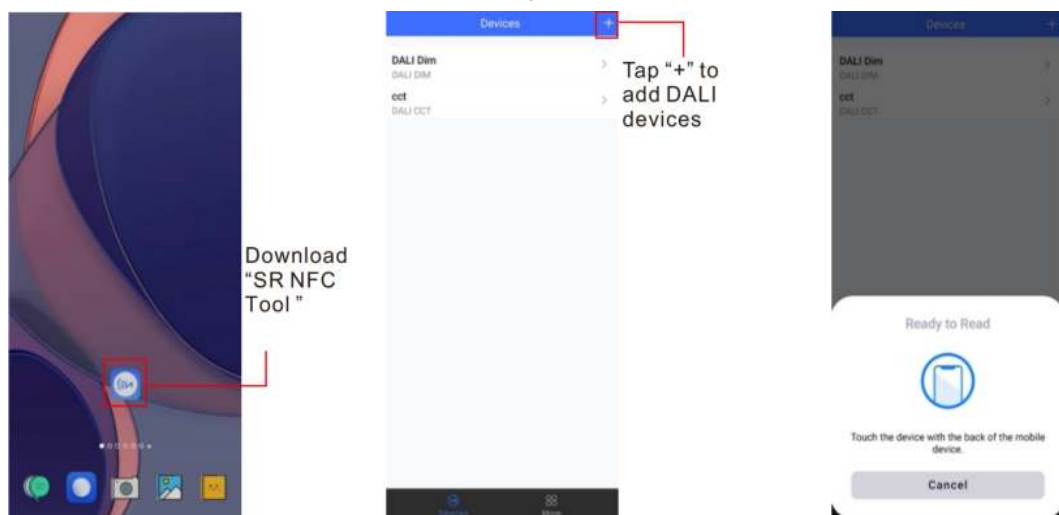 Download
“SR NFC
Tool ”
Devices
+
DALI Dim
DALI DIM
cct
DALI CCT
Devices
More
Tap “+” to
add DALI
devices
Devices
+
DALI Dim
DALI DIM
cct
DALI CCT
Ready to Read
Touch the device with the back of the mobile
device.
Cancel